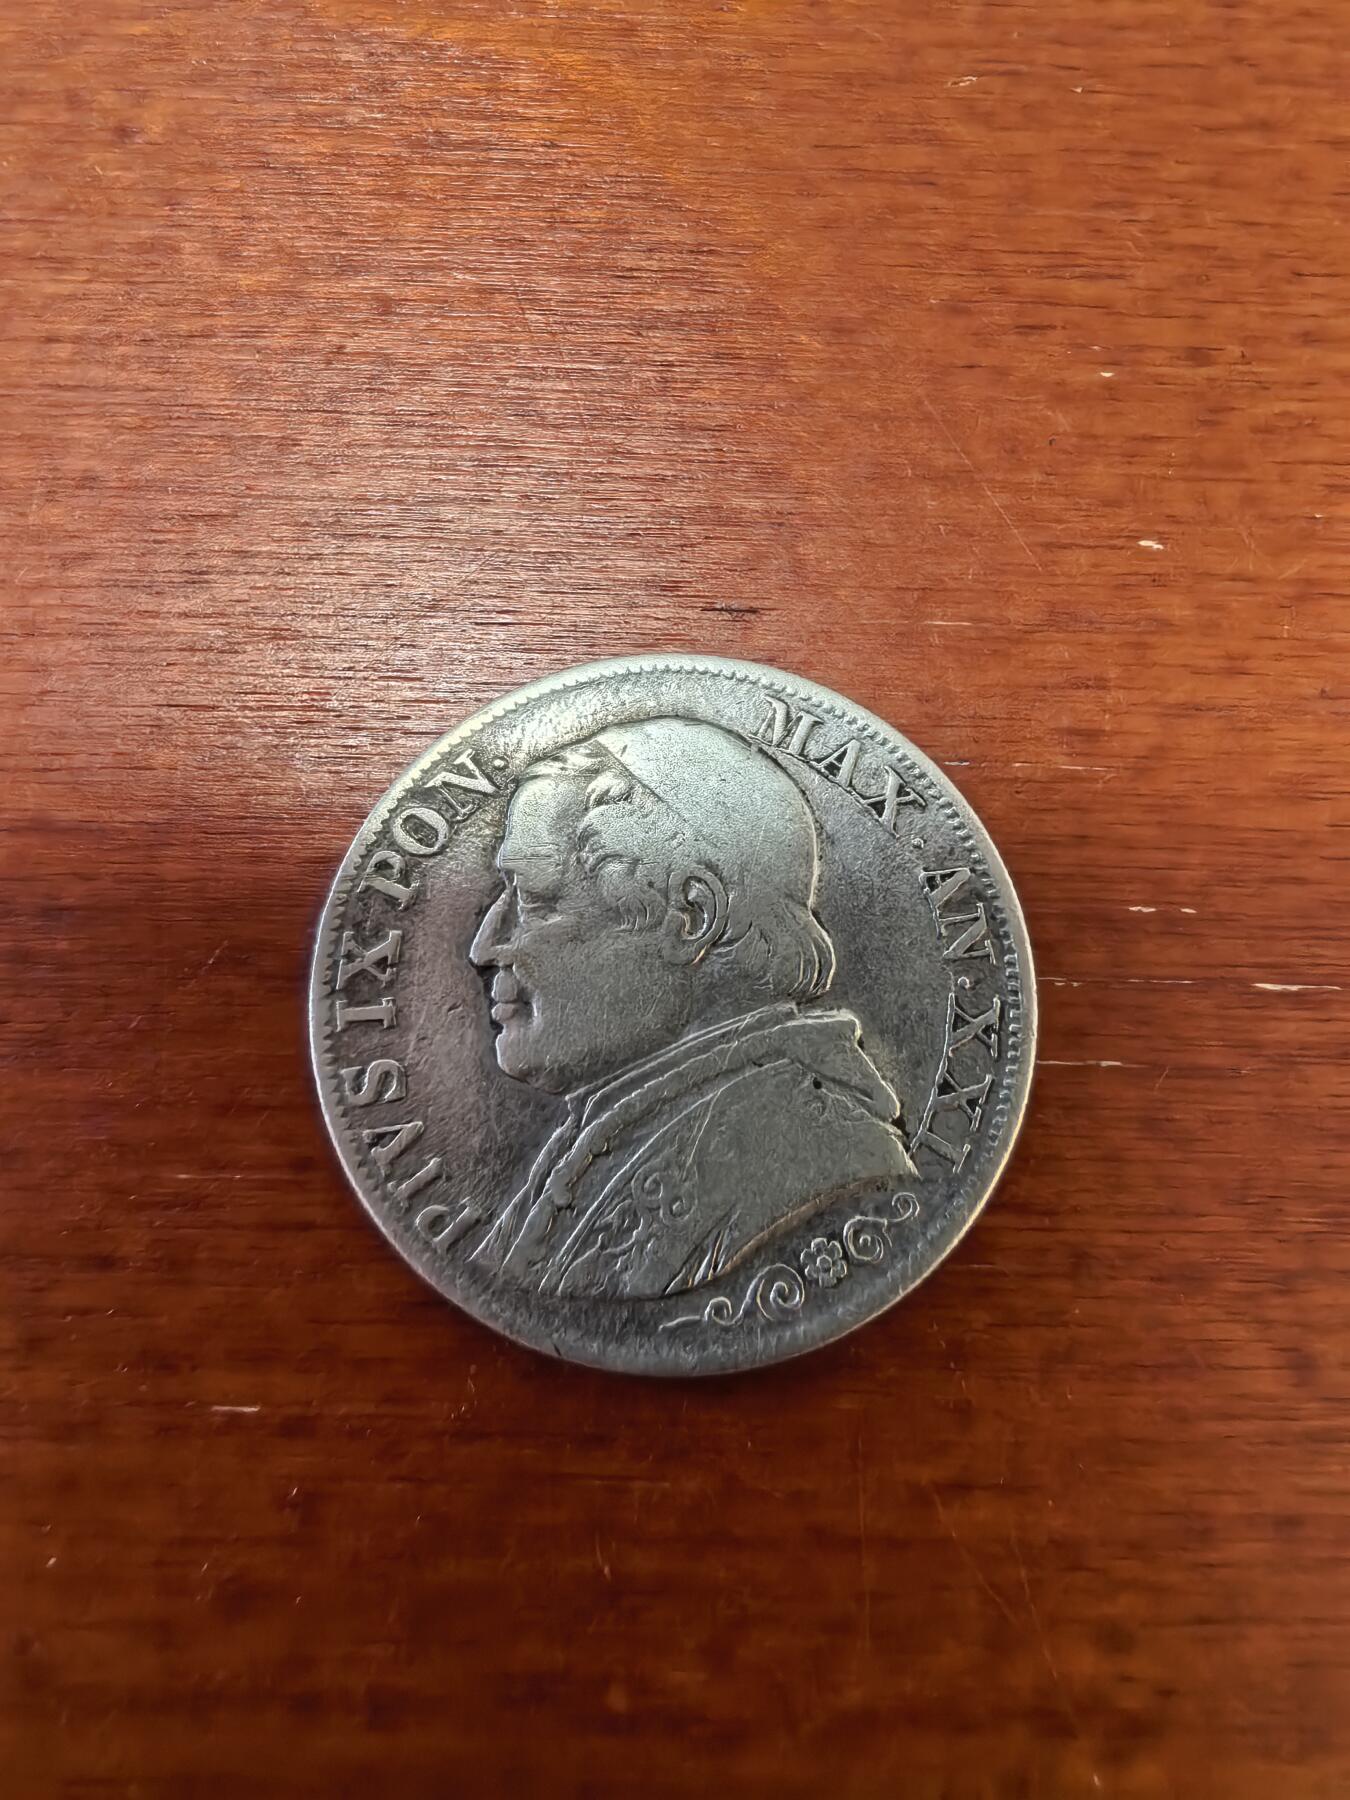 PIVS IX PON. MAX. AN. XXI